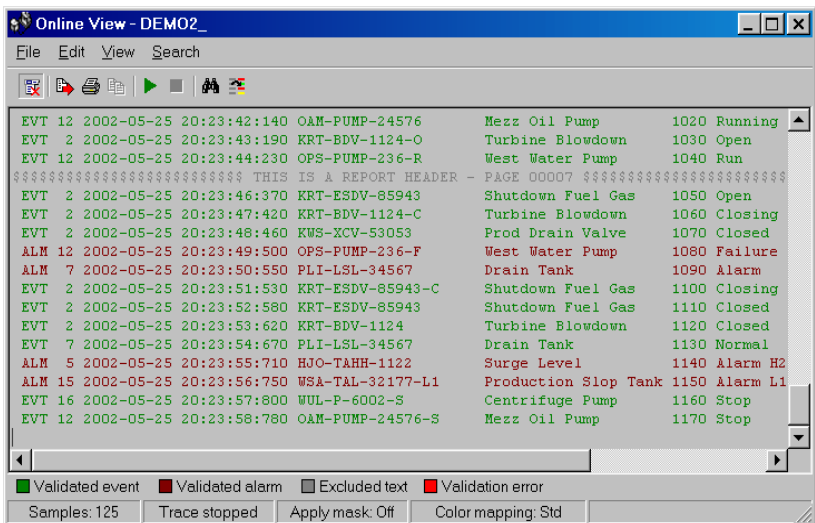 Online View - DEMO2_
File Edit View Search
EVT 12 2002-05-25 20:23:42:140 OAM-PUMP-24576 Mezz Oil Pump 1020 Running
EVT 2 2002-05-25 20:23:43:190 KRT-BDV-1124-O Turbine Blowdown 1030 Open
EVT 12 2002-05-25 20:23:44:230 OPS-PUMP-236-R West Water Pump 1040 Run
$$$$$$$$$$$$$$$$$$$$$$$$$$$ THIS IS A REPORT HEADER - PAGE 00007 $$$$$$$$$$$$$$$$$$$$$$$$
EVT 2 2002-05-25 20:23:46:370 KRT-ESDV-85943 Shutdown Fuel Gas 1050 Open
EVT 2 2002-05-25 20:23:47:420 KRT-BDV-1124-C Turbine Blowdown 1060 Closing
EVT 2 2002-05-25 20:23:48:460 KWS-XCV-53053 Prod Drain Valve 1070 Closed
ALM 12 2002-05-25 20:23:49:500 OPS-PUMP-236-F West Water Pump 1080 Failure
ALM 7 2002-05-25 20:23:50:550 PLI-LSL-34567 Drain Tank 1090 Alarm
EVT 2 2002-05-25 20:23:51:530 KRT-ESDV-85943-C Shutdown Fuel Gas 1100 Closing
EVT 2 2002-05-25 20:23:52:580 KRT-ESDV-85943 Shutdown Fuel Gas 1110 Closed
EVT 2 2002-05-25 20:23:53:620 KRT-BDV-1124 Turbine Blowdown 1120 Closed
EVT 7 2002-05-25 20:23:54:670 PLI-LSL-34567 Drain Tank 1130 Normal
ALM 5 2002-05-25 20:23:55:710 HJO-TAHH-1122 Surge Level 1140 Alarm H2
ALM 15 2002-05-25 20:23:56:750 WSA-TAL-32177-L1 Production Slop Tank 1150 Alarm L1
EVT 16 2002-05-25 20:23:57:800 WUL-P-6002-S Centrifuge Pump 1160 Stop
EVT 12 2002-05-25 20:23:58:780 OAM-PUMP-24576-S Mezz Oil Pump 1170 Stop
Validated event Validated alarm Excluded text Validation error
Samples: 125 Trace stopped Apply mask: Off Color mapping: Std